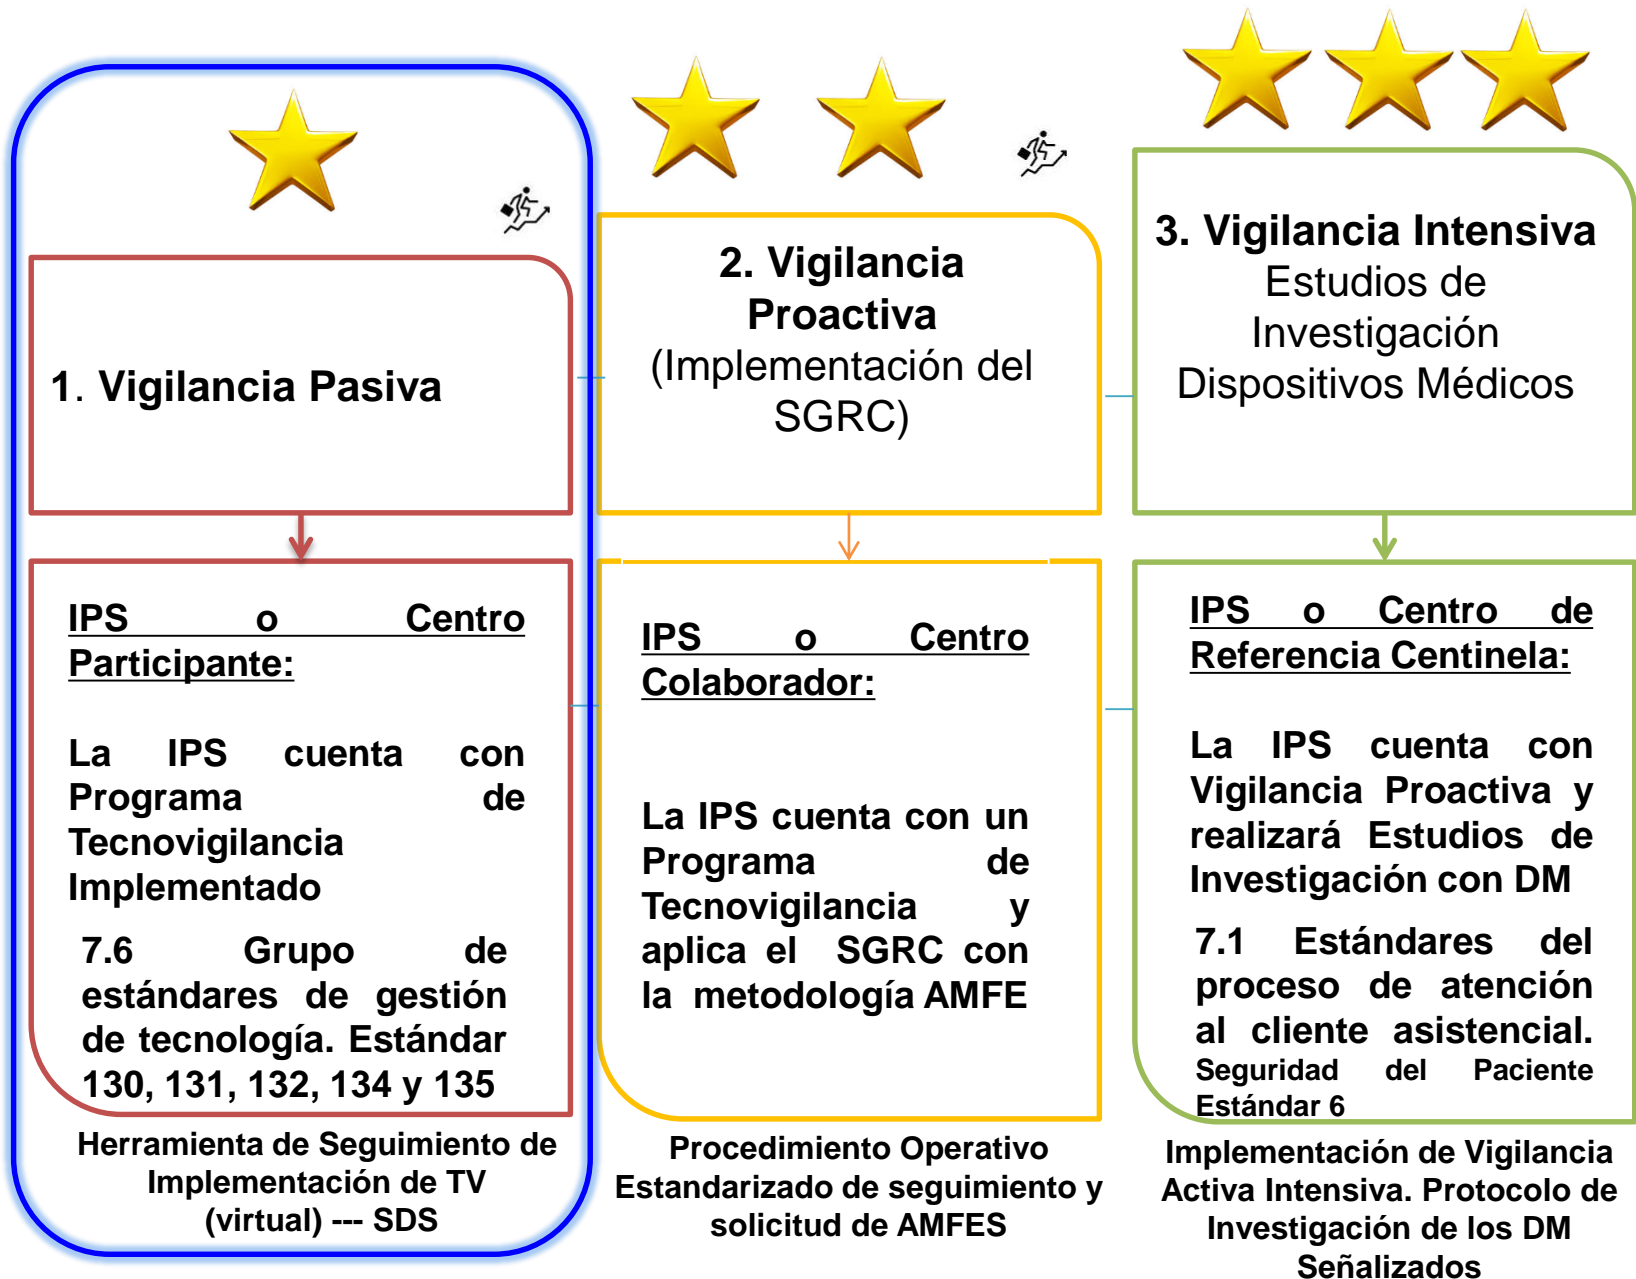 1. Vigilancia Pasiva
IPS o Centro
Participante:
La IPS cuenta con
Programa de
Tecnovigilancia
Implementado
7.6 Grupo de
estándares de gestión
de tecnología. Estándar
130, 131, 132, 134 y 135
Herramienta de Seguimiento de
Implementación de TV
(virtual) --- SDS
2. Vigilancia
Proactiva
(Implementación del
SGRC)
IPS o Centro
Colaborador:
La IPS cuenta con un
Programa de
Tecnovigilancia y
aplica el SGRC con
la metodología AMFE
Procedimiento Operativo
Estandarizado de seguimiento y
solicitud de AMFES
3. Vigilancia Intensiva
Estudios de
Investigación
Dispositivos Médicos
IPS o Centro de
Referencia Centinela:
La IPS cuenta con
Vigilancia Proactiva y
realizará Estudios de
Investigación con DM
7.1 Estándares del
proceso de atención
al cliente asistencial.
Seguridad del Paciente
Estándar 6
Implementación de Vigilancia
Activa Intensiva. Protocolo de
Investigación de los DM
Señalizados